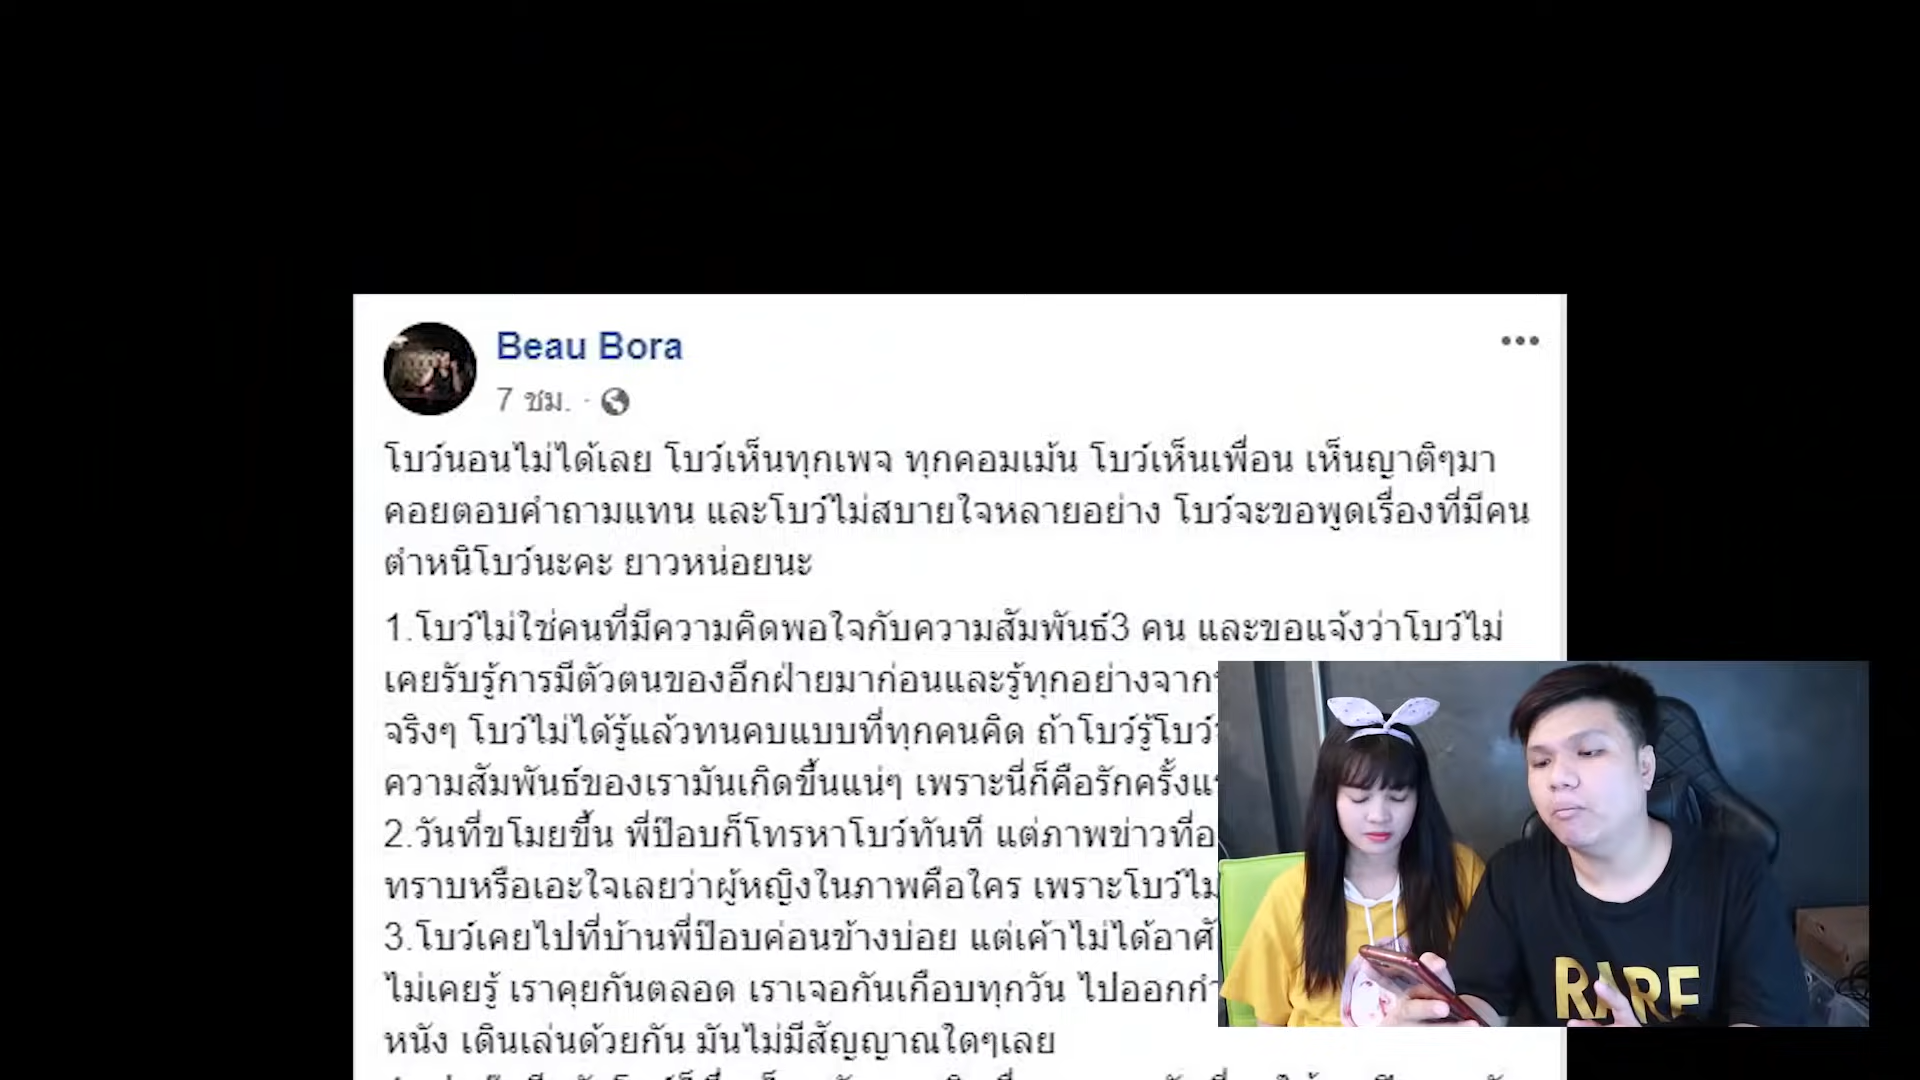 Beau Bora
7 ชม. ·
โบว์นอนไม่ได้เลย โบว์เห็นทุกเพจ ทุกคอมเม้น โบว์เห็นเพื่อน เห็นญาติๆมา
คอยตอบคำถามแทน และโบว์ไม่สบายใจหลายอย่าง โบว์จะขอพูดเรื่องที่มีคน
ตำหนิโบว์นะคะ ยาวหน่อยนะ
1.โบว์ไม่ใช่คนที่มีความคิดพอใจกับความสัมพันธ์3 คน และขอแจ้งว่าโบว์ไม่
เคยรับรู้การมีตัวตนของอีกฝ่ายมาก่อนและรู้ทุกอย่างจาก
จริงๆ โบว์ไม่ได้รู้แล้วทนคบแบบที่ทุกคนคิด ถ้าโบว์รู้โบว์
ความสัมพันธ์ของเรามันเกิดขึ้นแน่ๆ เพราะนี่ก็คือรักครั้ง
2.วันที่ขโมยขึ้น พี่ป๊อบก็โทรหาโบว์ทันที แต่ภาพข่าวที่
ทราบหรือเอะใจเลยว่าผู้หญิงในภาพคือใคร เพราะโบว์ไม่
3.โบว์เคยไปที่บ้านพี่ป๊อบค่อนข้างบ่อย แต่เค้าไม่ได้
ไม่เคยรู้ เราคุยกันตลอด เราเจอกันเกือบทุกวัน ไปออก
หนัง เดินเล่นด้วยกัน มันไม่มีสัญญาณใดๆเลย
RARE